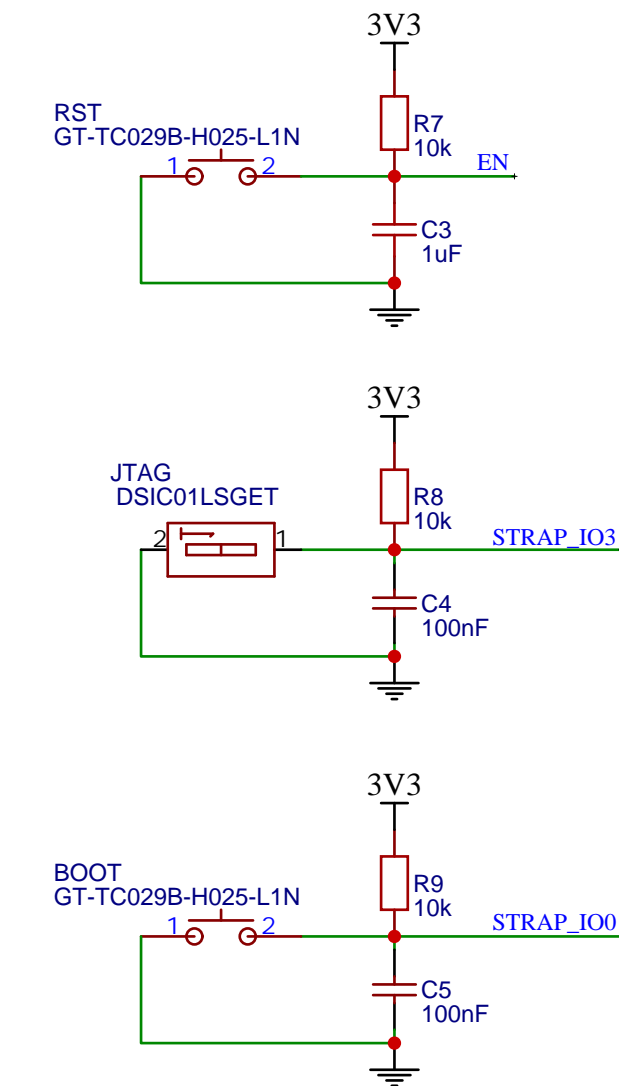 3V3
RST
GT-TC029B-H025-L1N
R7
10k
1
2
EN
C3
1uF
3V3
JTAG
DSIC01LSGET
R8
10k
2
1
STRAP_IO3
C4
100nF
3V3
BOOT
GT-TC029B-H025-L1N
R9
10k
1
2
STRAP_IO0
C5
100nF